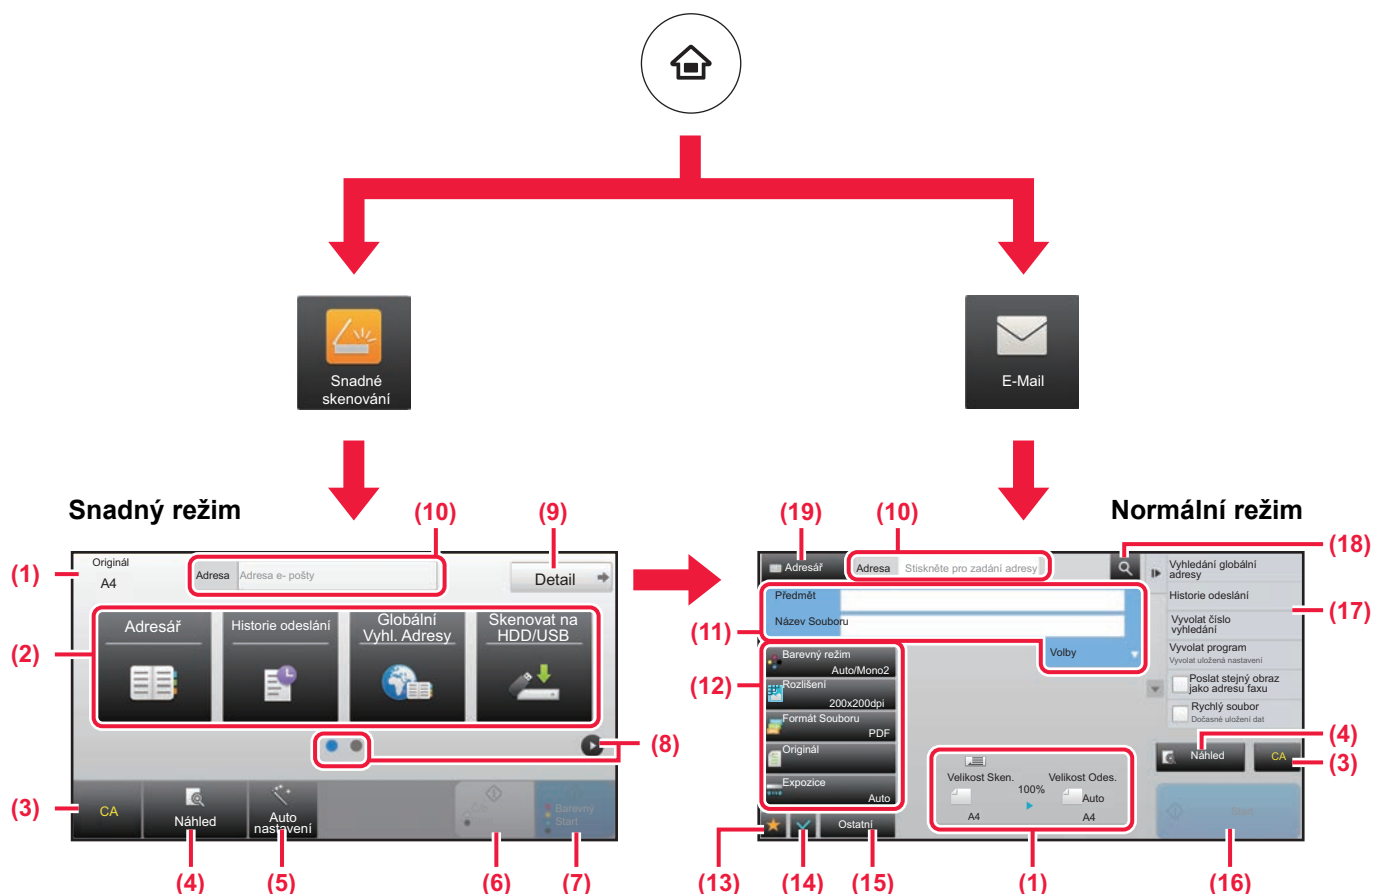 Snadné
skenování
E-Mail
Snadný režim
(10)
(9)
(19)
(10)
Normální režim
(18)
(1)
Originál
A4
Adresa
Adresa e- pošty
Detail
Adresář
Adresa
Stiskněte pro zadání adresy
Vyhledání globální
adresy
Historie odeslání
(17)
Vyvolat číslo
vyhledání
Vyvolat program
Vyvolat uložená nastavení
Poslat stejný obraz
jako adresu faxu
Rychlý soubor
Dočasné uložení dat
(2)
Adresář
Historie odeslání
Globální
Vyhl. Adresy
Skenovat na
HDD/USB
(11)
Předmět
Název Souboru
Volby
(12)
Barevný režim
Auto/Mono2
Rozlišení
200x200dpi
Formát Souboru
PDF
Originál
Expozice
Auto
(8)
(4)
Náhled
CA
(3)
Velikost Sken.
100%
Velikost Odes.
Auto
A4
A4
(3)
CA
Náhled
Auto
nastavení
Barevný
Start
Ostatní
Start
(4)
(5)
(6)
(7)
(13)
(14)
(15)
(1)
(16)